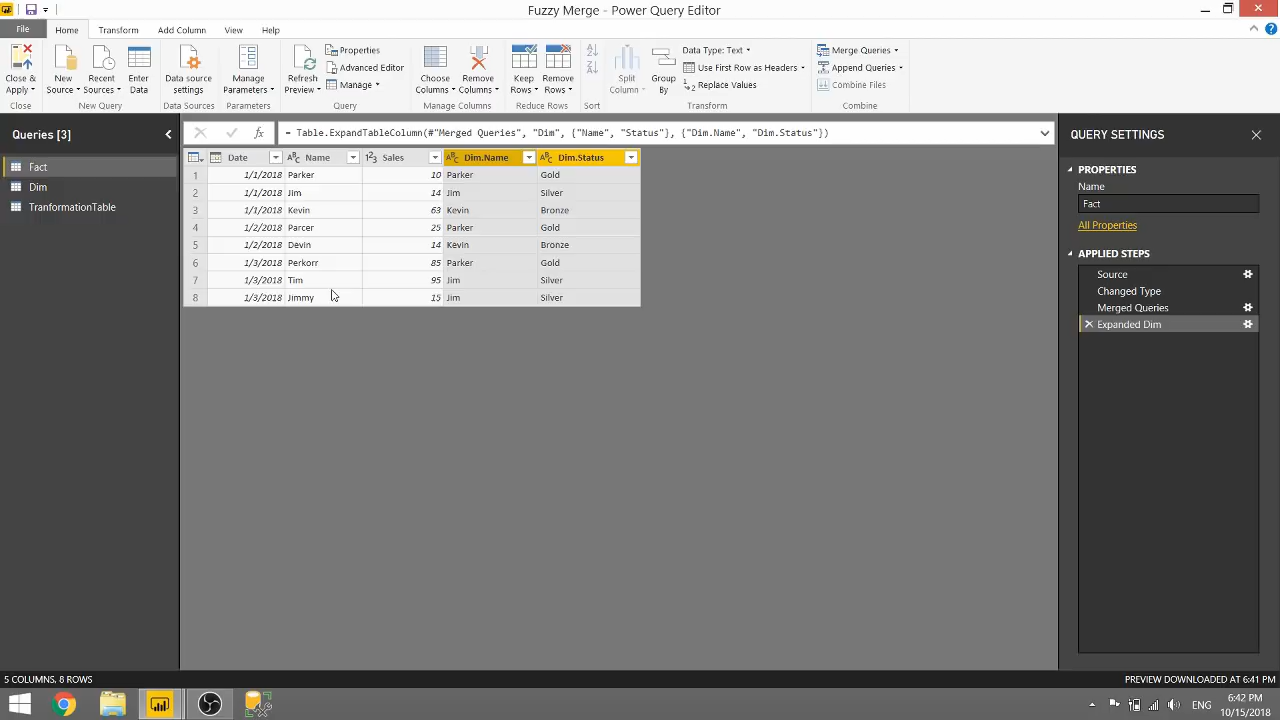 Fuzzy Merge - Power Query Editor
File
Home
Transform
Add Column
View
Help
Close & Apply
New Source
Recent Sources
Enter Data
Data source settings
Manage Parameters
Refresh Preview
Properties
Advanced Editor
Manage
Choose Columns
Remove Columns
Keep Rows
Remove Rows
Split Column
Group By
Data Type: Text
Use First Row as Headers
Replace Values
Merge Queries
Append Queries
Combine Files
Close
New Query
Data Sources
Parameters
Query
Manage Columns
Reduce Rows
Sort
Transform
Combine
Queries [3]
Fact
Dim
TranformationTable
fx
= Table.ExpandTableColumn(#"Merged Queries", "Dim", {"Name", "Status"}, {"Dim.Name", "Dim.Status"})
Date Name Sales Dim.Name Dim.Status
1 1/1/2018 Parker 10 Parker Gold
2 1/1/2018 Jim 14 Jim Silver
3 1/1/2018 Kevin 63 Kevin Bronze
4 1/2/2018 Parcer 25 Parker Gold
5 1/2/2018 Devin 14 Kevin Bronze
6 1/3/2018 Perkorr 85 Parker Gold
7 1/3/2018 Tim 95 Jim Silver
8 1/3/2018 Jimmy 15 Jim Silver
QUERY SETTINGS
PROPERTIES
Name
Fact
All Properties
APPLIED STEPS
Source
Changed Type
Merged Queries
Expanded Dim
5 COLUMNS, 8 ROWS
PREVIEW DOWNLOADED AT 6:41 PM
ENG
6:42 PM
10/15/2018